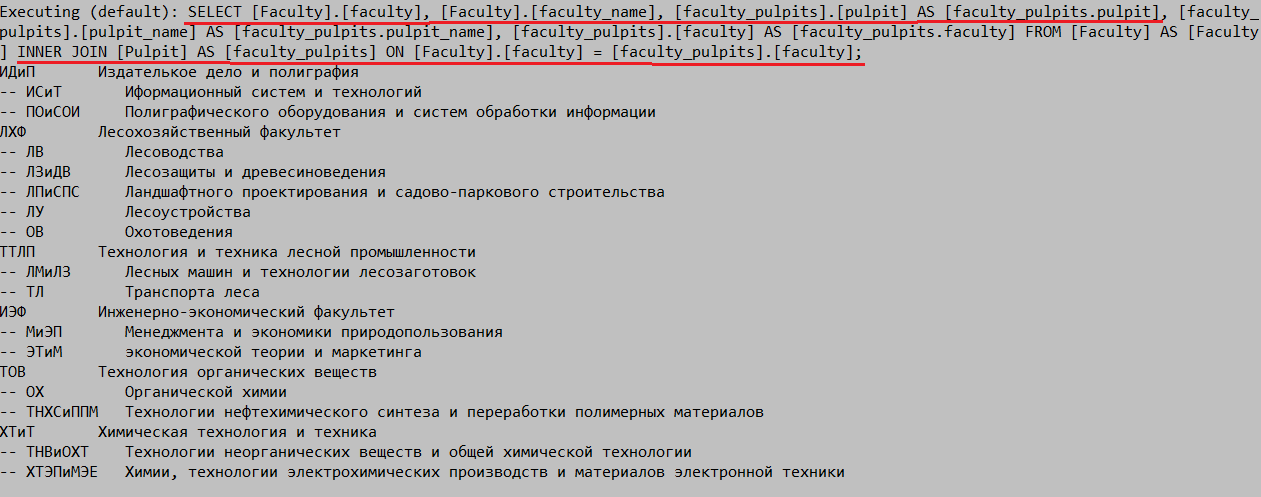 Executing (default): SELECT [Faculty].[faculty], [Faculty].[faculty_name], [faculty_pulpits].[pulpit] AS [faculty_pulpits.pulpit], [faculty_
pulpits].[pulpit_name] AS [faculty_pulpits.pulpit_name], [faculty_pulpits].[faculty] AS [faculty_pulpits.faculty] FROM [Faculty] AS [Faculty
] INNER JOIN [Pulpit] AS [faculty_pulpits] ON [Faculty].[faculty] = [faculty_pulpits].[faculty];
ИДиП Издателькое дело и полиграфия
-- ИСиТ Иформационный систем и технологий
-- ПОиСОИ Полиграфического оборудования и систем обработки информации
ЛХФ Лесохозяйственный факультет
-- ЛВ Лесоводства
-- ЛЗиДВ Лесозащиты и древесиноведения
-- ЛПиСПС Ландшафтного проектирования и садово-паркового строительства
-- ЛУ Лесоустройства
-- ОВ Охотоведения
ТТЛП Технология и техника лесной промышленности
-- ЛМиЛЗ Лесных машин и технологии лесозаготовок
-- ТЛ Транспорта леса
ИЭФ Инженерно-экономический факультет
-- МиЭП Менеджмента и экономики природопользования
-- ЭТиМ экономической теории и маркетинга
ТОВ Технология органических веществ
-- ОХ Органической химии
-- ТНХСиППМ Технологии нефтехимического синтеза и переработки полимерных материалов
ХТиТ Химическая технология и техника
-- ТНВиОХТ Технологии неорганических веществ и общей химической технологии
-- ХТЭПиМЭЕ Химии, технологии электрохимических производств и материалов электронной техники